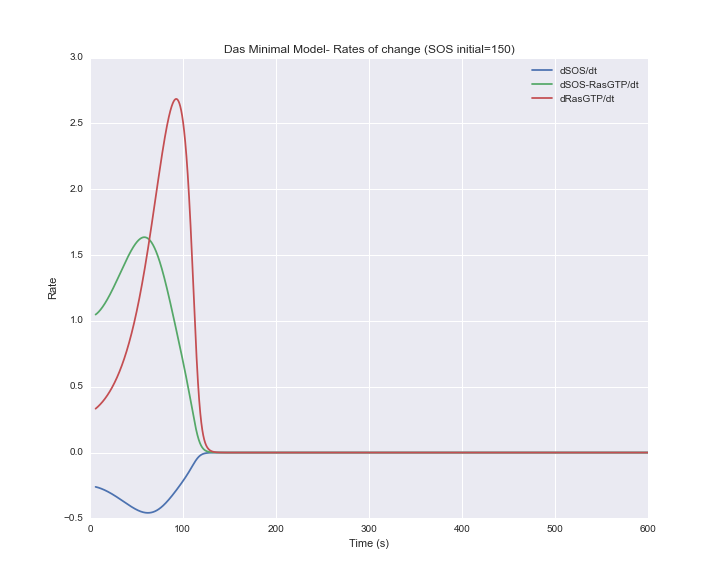 Das Minimal Model- Rates of change (SOS initial=150)
3.0
2.5
2.0
1.5
1.0
0.5
0.0
−0.5
Rate
dSOS/dt
dSOS-RasGTP/dt
dRasGTP/dt
0 100 200 300 400 500 600
Time (s)